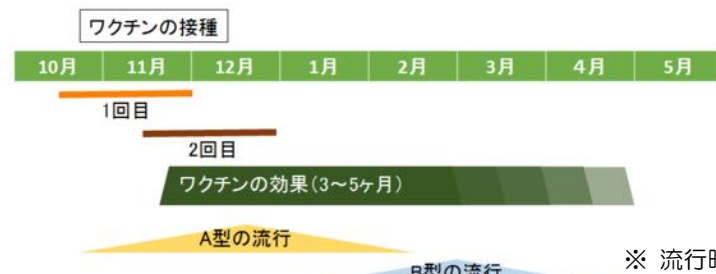 ワクチンの接種
10月 11月 12月 1月 2月 3月 4月 5月
1回目
2回目
ワクチンの効果(3～5ヶ月)
A型の流行
B型の流行
※ 流行